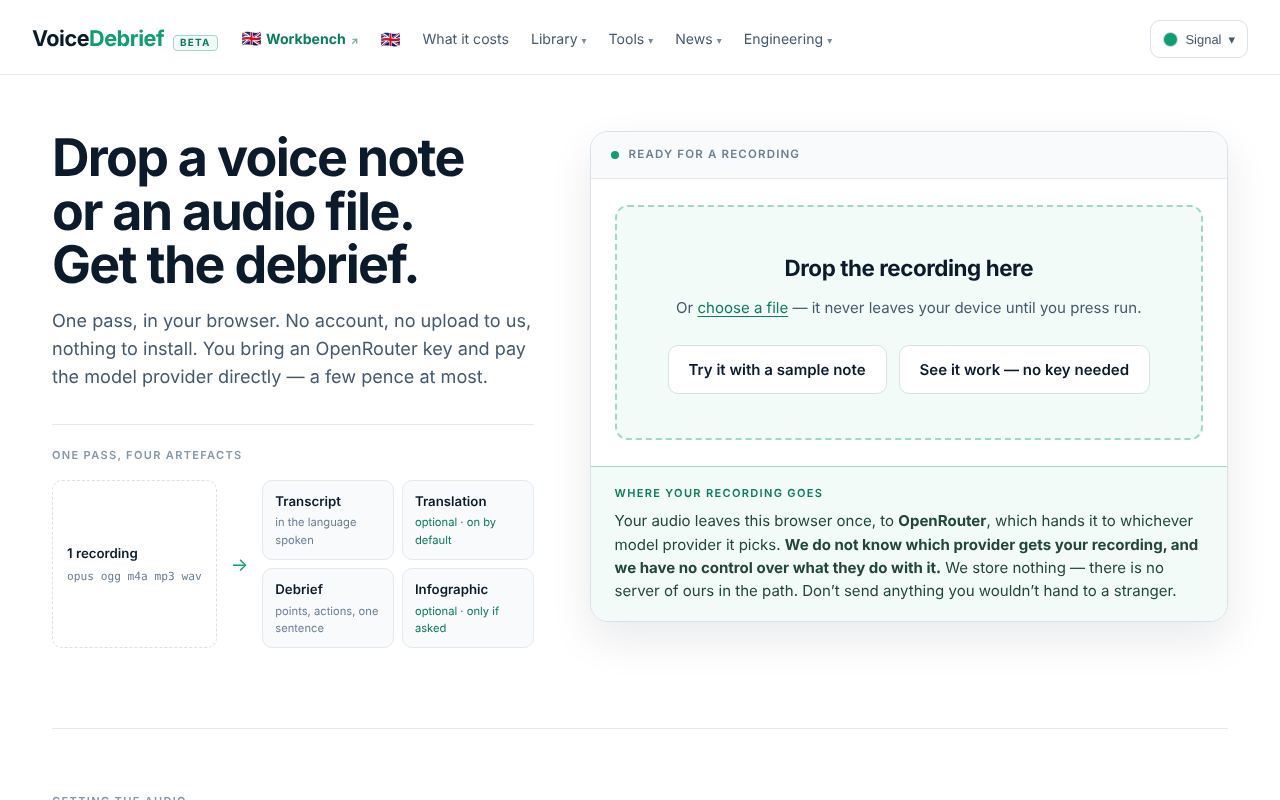 VoiceDebrief BETA
Workbench ↗
What it costs
Library ▾
Tools ▾
News ▾
Engineering ▾
Signal ▾
Drop a voice note
or an audio file.
Get the debrief.
One pass, in your browser. No account, no upload to us,
nothing to install. You bring an OpenRouter key and pay
the model provider directly — a few pence at most.
ONE PASS, FOUR ARTEFACTS
1 recording
opus ogg m4a mp3 wav
→
Transcript
in the language
spoken
Translation
optional · on by
default
Debrief
points, actions, one
sentence
Infographic
optional · only if
asked
READY FOR A RECORDING
Drop the recording here
Or choose a file — it never leaves your device until you press run.
Try it with a sample note
See it work — no key needed
WHERE YOUR RECORDING GOES
Your audio leaves this browser once, to OpenRouter, which hands it to whichever
model provider it picks. We do not know which provider gets your recording, and
we have no control over what they do with it. We store nothing — there is no
server of ours in the path. Don’t send anything you wouldn’t hand to a stranger.
GETTING THE AUDIO